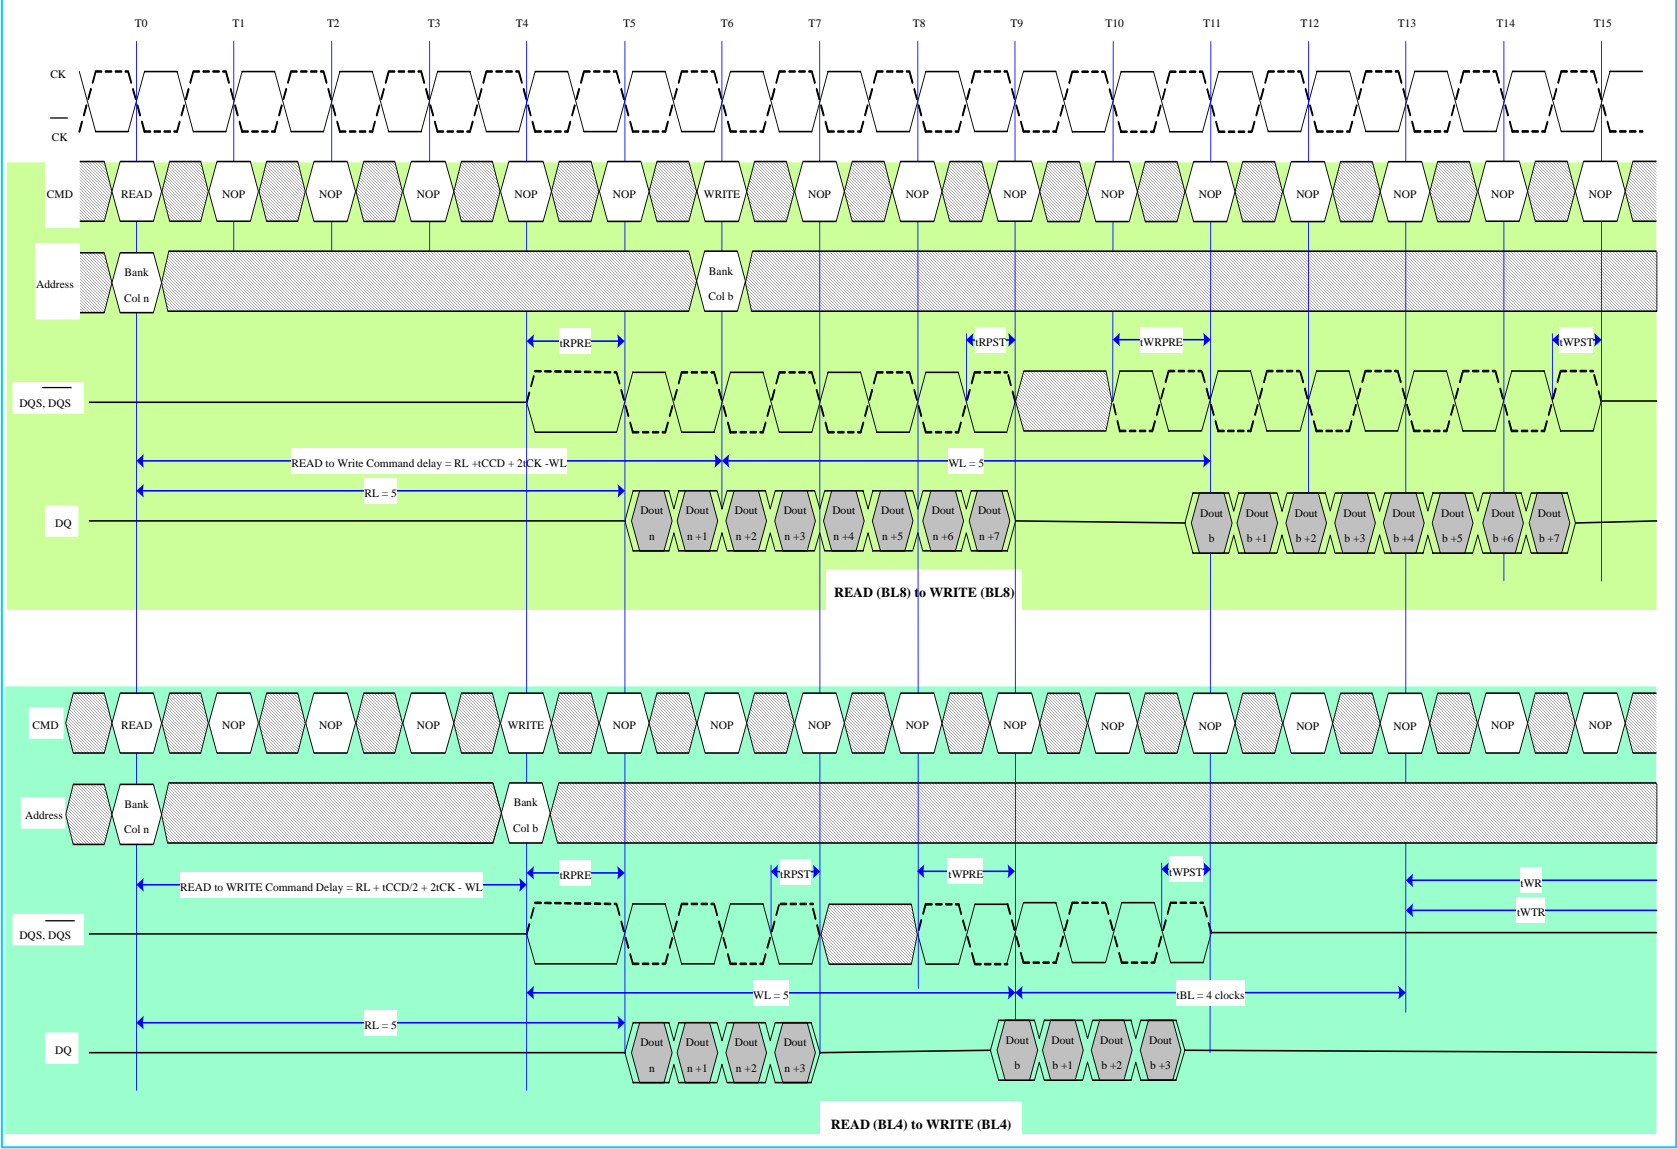 T0 T1 T2 T3 T4 T5 T6 T7 T8 T9 T10 T11 T12 T13 T14 T15
CK
CK
CMD READ NOP NOP NOP NOP NOP WRITE NOP NOP NOP NOP NOP NOP NOP NOP NOP
Address
Bank Bank
Col n Col b
tRPRE tRPST tWRPRE tWPST
DQS, DQS
READ to Write Command delay = RL +tCCD + 2tCK -WL WL = 5
RL = 5
DQ
Dout Dout Dout Dout Dout Dout Dout Dout Dout Dout Dout Dout Dout Dout Dout Dout
n n +1 n +2 n +3 n +4 n +5 n +6 n +7 b b +1 b +2 b +3 b +4 b +5 b +6 b +7
READ (BL8) to WRITE (BL8)
CMD READ NOP NOP NOP WRITE NOP NOP NOP NOP NOP NOP NOP NOP NOP NOP NOP
Address
Bank Bank
Col n Col b
tRPRE tRPST tWPRE tWPST
READ to WRITE Command Delay = RL + tCCD/2 + 2tCK - WL tWR
tWTR
DQS, DQS
WL = 5 tBL = 4 clocks
RL = 5
DQ
Dout Dout Dout Dout Dout Dout Dout Dout
n n +1 n +2 n +3 b b +1 b +2 b +3
READ (BL4) to WRITE (BL4)